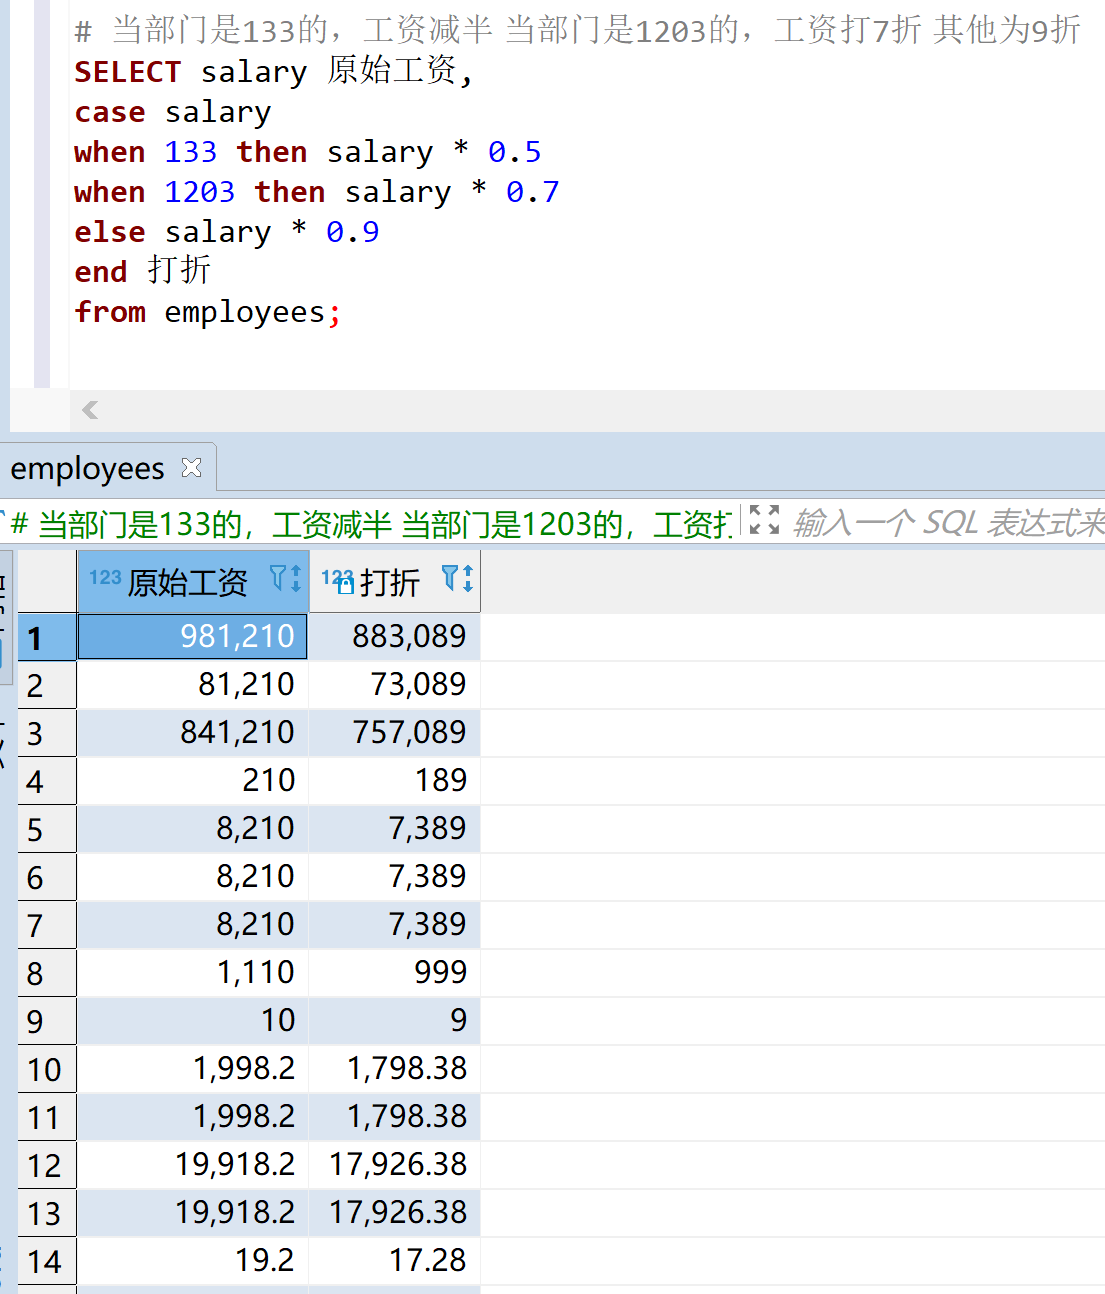 # 当部门是133的，工资减半 当部门是1203的，工资打7折 其他为9折
SELECT salary 原始工资,
case salary
when 133 then salary * 0.5
when 1203 then salary * 0.7
else salary * 0.9
end 打折
from employees;
employees
# 当部门是133的，工资减半 当部门是1203的，工资打 输入一个 SQL 表达式来
123 原始工资 123 打折
1 981,210 883,089
2 81,210 73,089
3 841,210 757,089
4 210 189
5 8,210 7,389
6 8,210 7,389
7 8,210 7,389
8 1,110 999
9 10 9
10 1,998.2 1,798.38
11 1,998.2 1,798.38
12 19,918.2 17,926.38
13 19,918.2 17,926.38
14 19.2 17.28